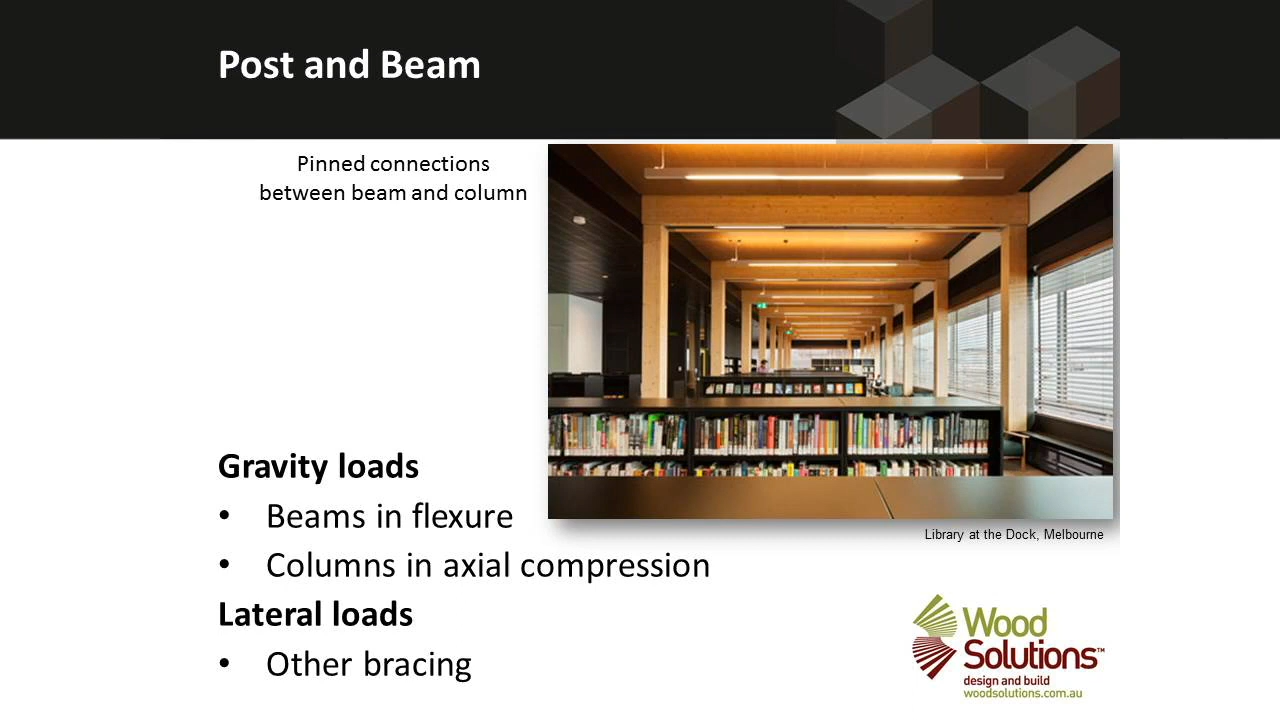 Post and Beam
Pinned connections
between beam and column
Gravity loads
• Beams in flexure
Library at the Dock, Melbourne
• Columns in axial compression
Lateral loads
• Other bracing
Wood
Solutions™
design and build
woodsolutions.com.au